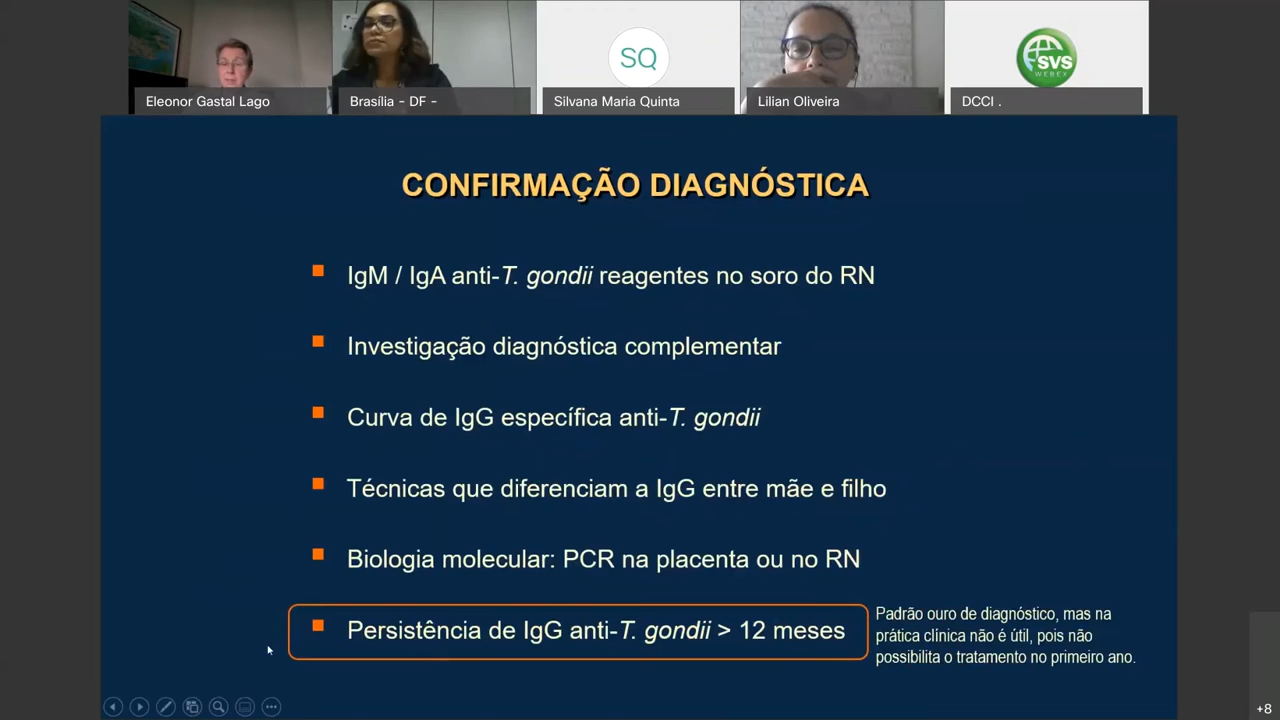 SQ
SVS
WEBEX
Eleonor Gastal Lago
Brasília - DF -
Silvana Maria Quinta
Lilian Oliveira
DCCI .
CONFIRMAÇÃO DIAGNÓSTICA
IgM / IgA anti-T. gondii reagentes no soro do RN
Investigação diagnóstica complementar
Curva de IgG específica anti-T. gondii
Técnicas que diferenciam a IgG entre mãe e filho
Biologia molecular: PCR na placenta ou no RN
Persistência de IgG anti-T. gondii > 12 meses
Padrão ouro de diagnóstico, mas na
prática clínica não é útil, pois não
possibilita o tratamento no primeiro ano.
+8